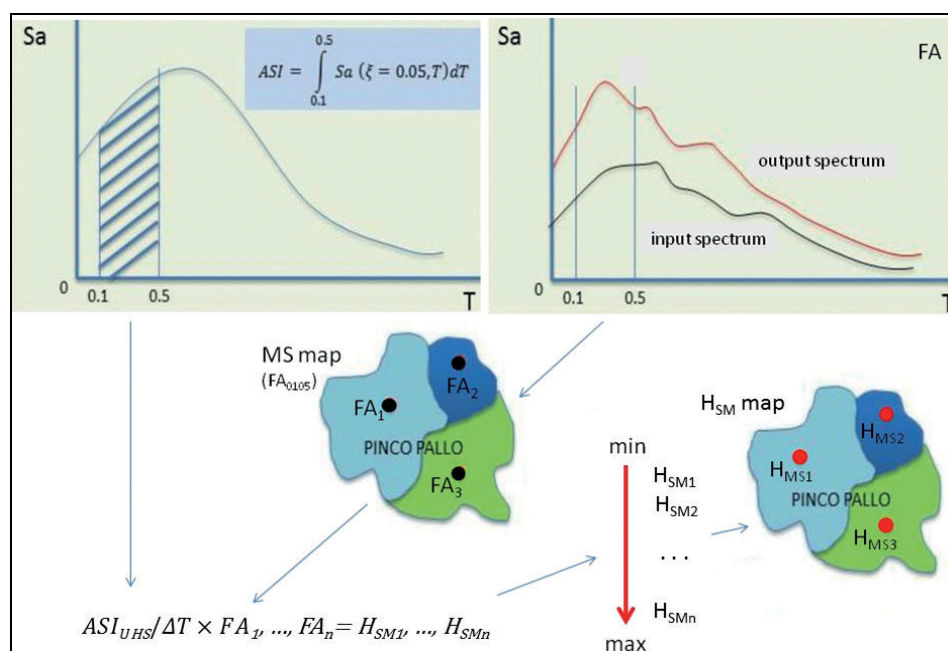 Sa
0.5
ASI = ∫ Sa (ξ = 0.05,T)dT
0.1
0
0.1
0.5
T
Sa
FA
output spectrum
input spectrum
0
0.1
0.5
T
MS map
(FA0105)
FA1
FA2
PINCO PALLO
FA3
min
HSM1
HSM2
. . .
HSMn
max
HSM map
HMS2
HMS1
PINCO PALLO
HMS3
ASIUHS/ΔT × FA1, ..., FAn= HSM1, ..., HSMn